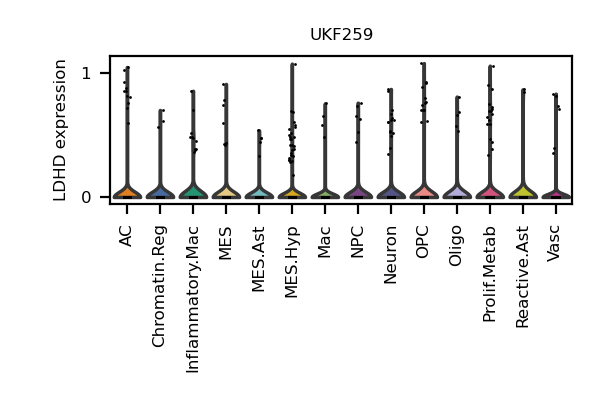 UKF259
LDHD expression
1
0
AC
Chromatin.Reg
Inflammatory.Mac
MES
MES.Ast
MES.Hyp
Mac
NPC
Neuron
OPC
Oligo
Prolif.Metab
Reactive.Ast
Vasc